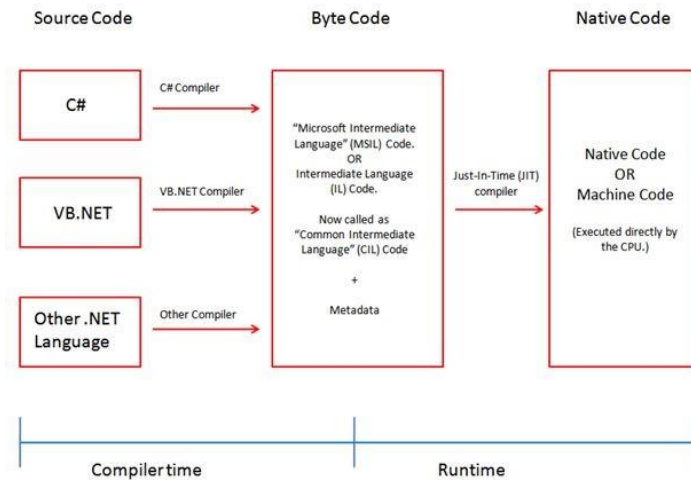 Source Code
Byte Code
Native Code
C#
C# Compiler
VB.NET
VB.NET Compiler
Other .NET
Language
Other Compiler
“Microsoft Intermediate
Language” (MSIL) Code.
OR
Intermediate Language
(IL) Code.
Now called as
“Common Intermediate
Language” (CIL) Code
+
Metadata
Just-In-Time (JIT)
compiler
Native Code
OR
Machine Code
(Executed directly by
the CPU.)
Compiler time
Runtime